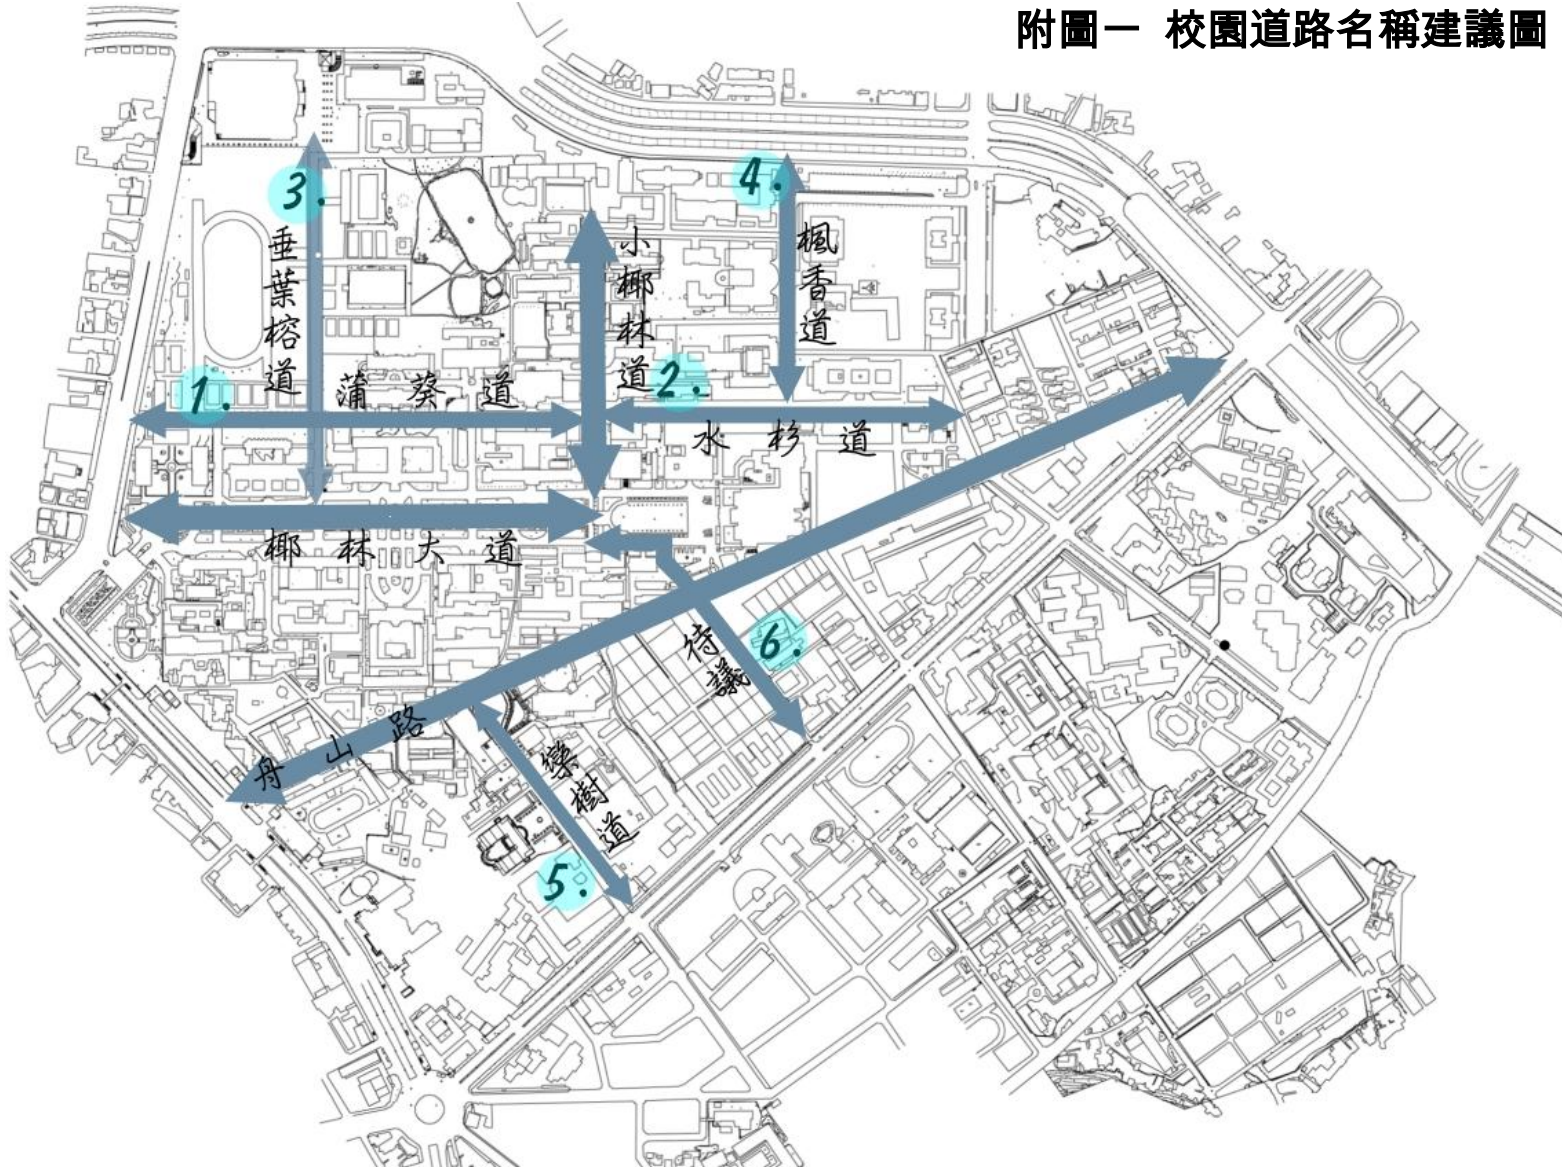 附圖一 校園道路名稱建議圖
3.
垂葉榕道
4.
楓香道
小椰林道
1.
蒲葵道
2.
水杉道
椰林大道
6.
待議
舟山路
欒樹道
5.